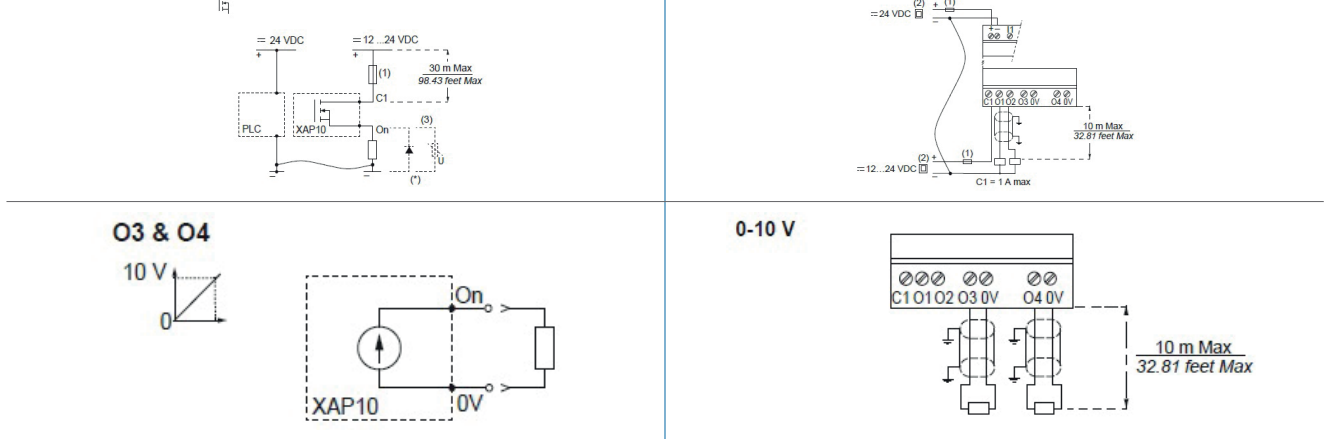 ⎓ 24 VDC
+
⎓ 12 ...24 VDC
+
(1)
30 m Max
98.43 feet Max
C1
PLC
XAP10
On
(3)
U
–
–
(*)
(2)
+
(1)
⎓ 24 VDC
–
+ –
I1
C1 O1 O2 O3 0V O4 0V
10 m Max
32.81 feet Max
(2)
+
(1)
⎓ 12...24 VDC
–
C1 = 1 A max
O3 & O4
10 V
0
On
XAP10
0V
0-10 V
C1 O1 O2 O3 0V O4 0V
10 m Max
32.81 feet Max